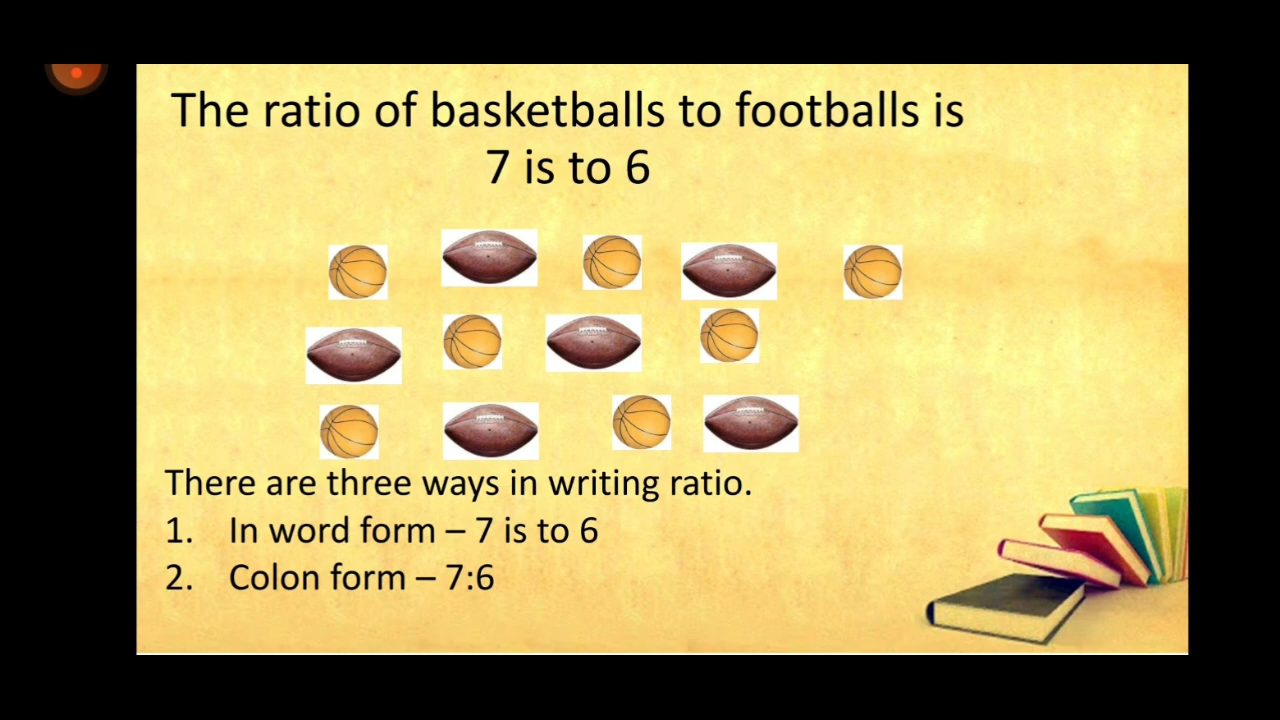 The ratio of basketballs to footballs is
7 is to 6
There are three ways in writing ratio.
1. In word form – 7 is to 6
2. Colon form – 7:6